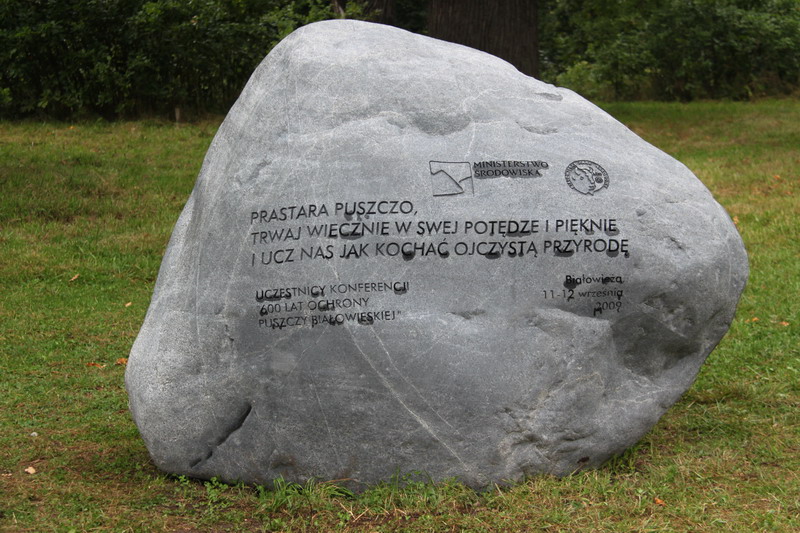 MINISTERSTWO
ŚRODOWISKA
PRASTARA PUSZCZO,
TRWAJ WIECZNIE W SWEJ POTĘDZE I PIĘKNIE
I UCZ NAS JAK KOCHAĆ OJCZYSTĄ PRZYRODĘ
UCZESTNICY KONFERENCJI
"600 LAT OCHRONY
PUSZCZY BIAŁOWIESKIEJ"
Białowieża
11-12 września
2009